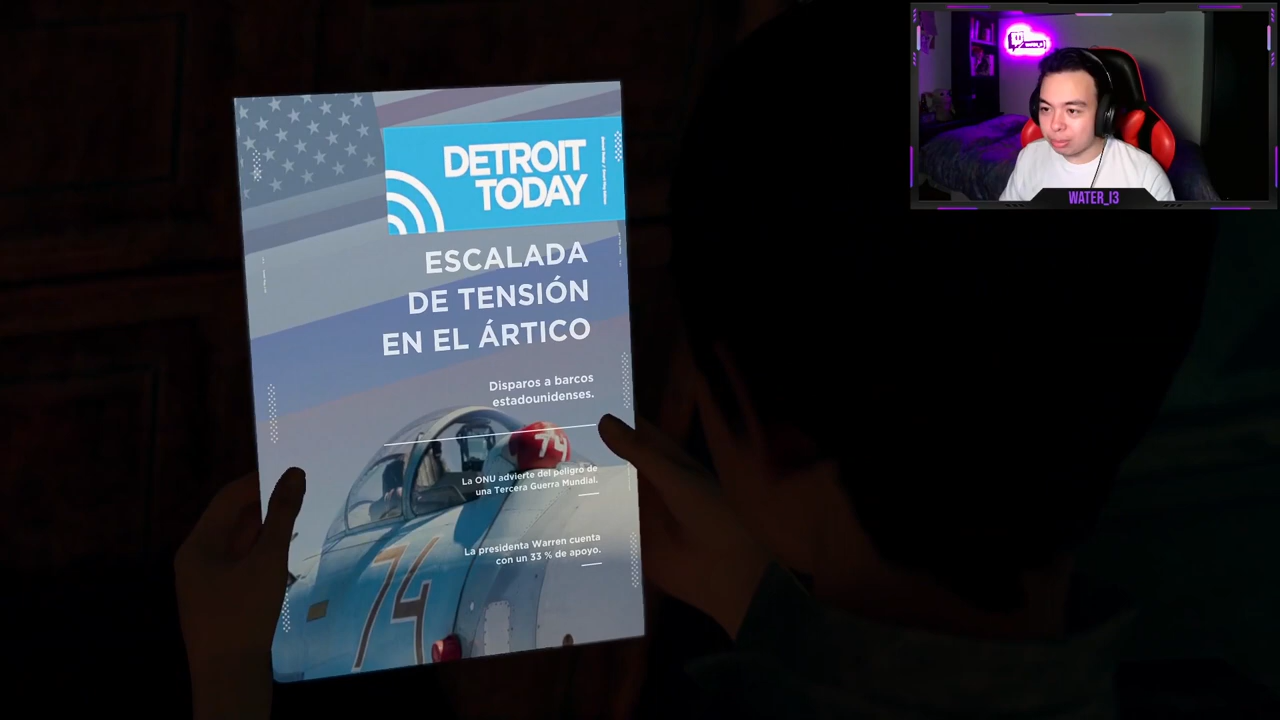 DETROIT
TODAY
ESCALADA
DE TENSIÓN
EN EL ÁRTICO
Disparos a barcos
estadounidenses.
74
La ONU advierte del peligro de
una Tercera Guerra Mundial.
La presidenta Warren cuenta
con un 33 % de apoyo.
74
WATER_I3